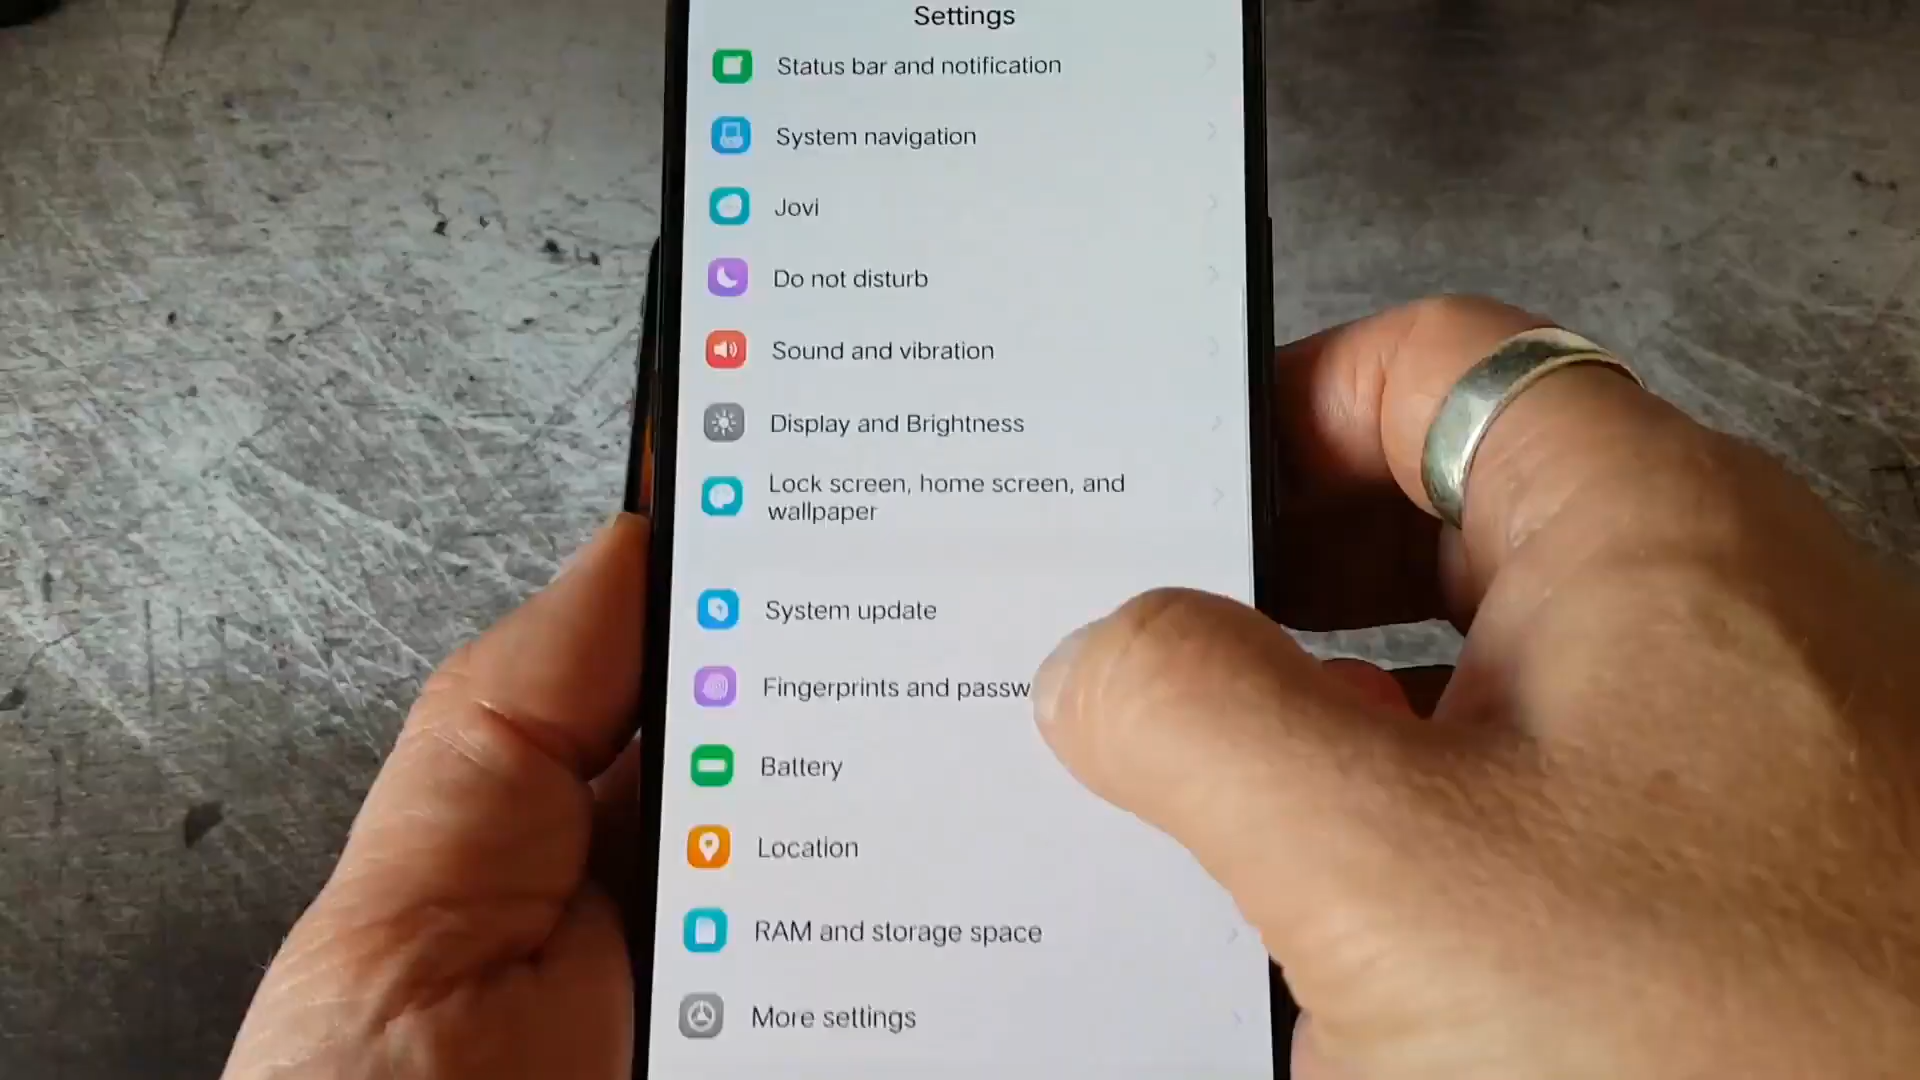 Settings
Status bar and notification
System navigation
Jovi
Do not disturb
Sound and vibration
Display and Brightness
Lock screen, home screen, and
wallpaper
System update
Fingerprints and passw
Battery
Location
RAM and storage space
More settings